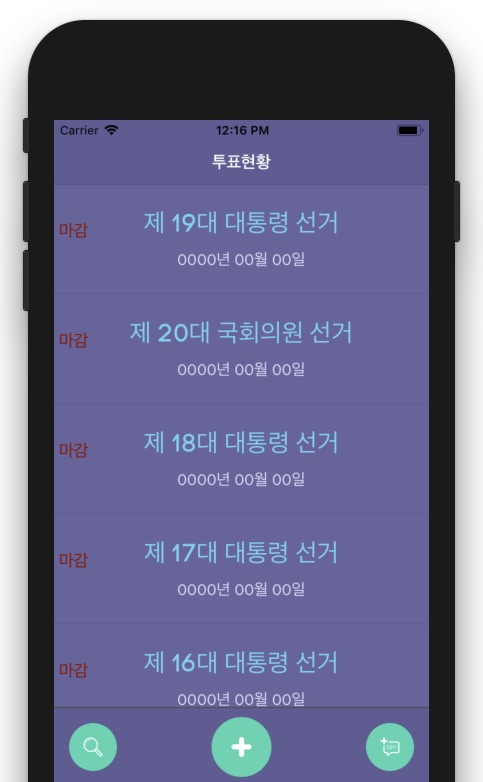 Carrier 12:16 PM
투표현황
제 19대 대통령 선거
마감
0000년 00월 00일
제 20대 국회의원 선거
마감
0000년 00월 00일
제 18대 대통령 선거
마감
0000년 00월 00일
제 17대 대통령 선거
마감
0000년 00월 00일
제 16대 대통령 선거
마감
0000년 00월 00일